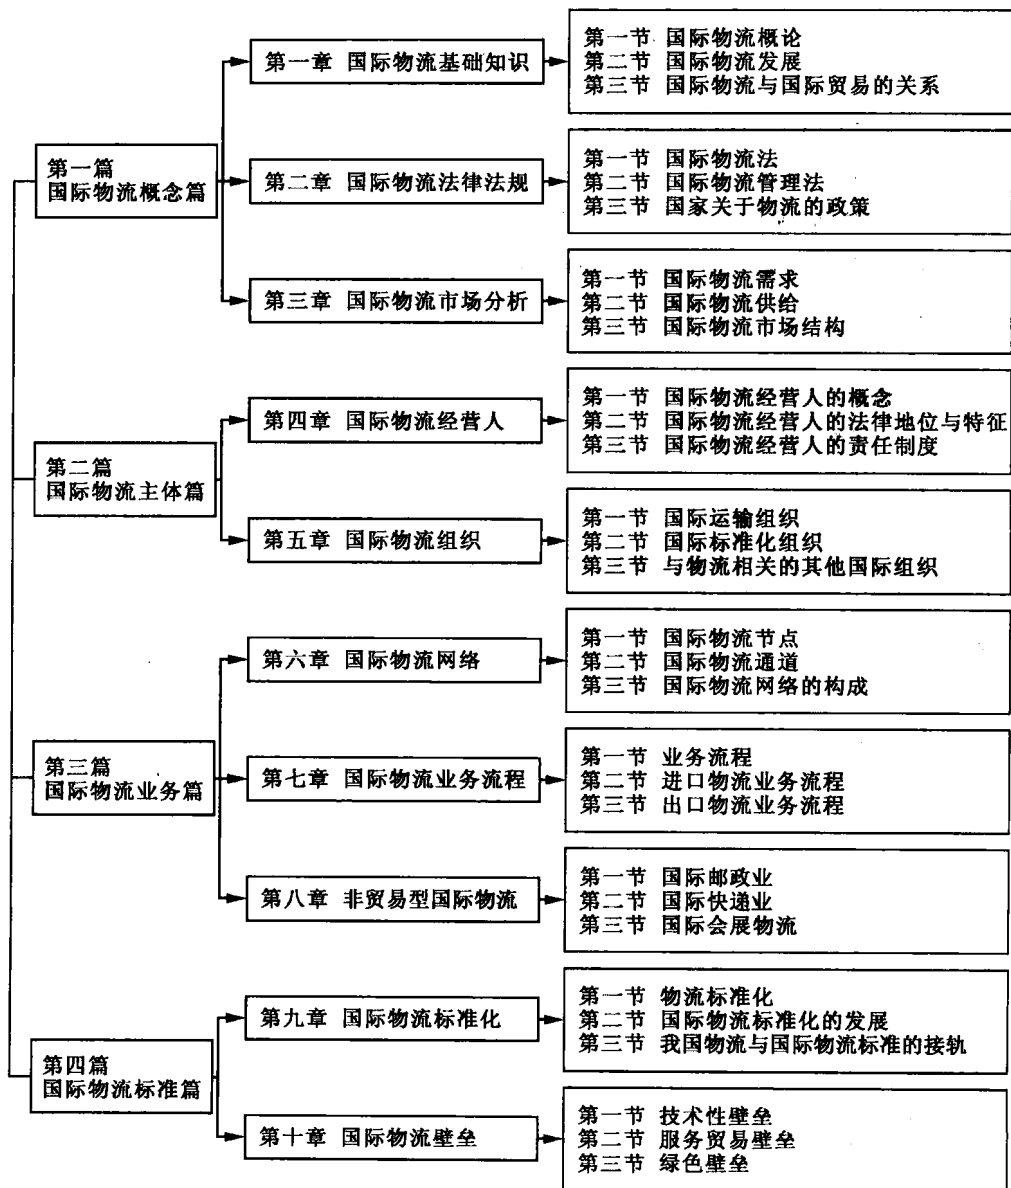 第一篇
国际物流概念篇
第一章 国际物流基础知识
第一节 国际物流概论
第二节 国际物流发展
第三节 国际物流与国际贸易的关系
第二章 国际物流法律法规
第一节 国际物流法
第二节 国际物流管理法
第三节 国家关于物流的政策
第三章 国际物流市场分析
第一节 国际物流需求
第二节 国际物流供给
第三节 国际物流市场结构
第二篇
国际物流主体篇
第四章 国际物流经营人
第一节 国际物流经营人的概念
第二节 国际物流经营人的法律地位与特征
第三节 国际物流经营人的责任制度
第五章 国际物流组织
第一节 国际运输组织
第二节 国际标准化组织
第三节 与物流相关的其他国际组织
第三篇
国际物流业务篇
第六章 国际物流网络
第一节 国际物流节点
第二节 国际物流通道
第三节 国际物流网络的构成
第七章 国际物流业务流程
第一节 业务流程
第二节 进口物流业务流程
第三节 出口物流业务流程
第八章 非贸易型国际物流
第一节 国际邮政业
第二节 国际快递业
第三节 国际会展物流
第四篇
国际物流标准篇
第九章 国际物流标准化
第一节 物流标准化
第二节 国际物流标准化的发展
第三节 我国物流与国际物流标准的接轨
第十章 国际物流壁垒
第一节 技术性壁垒
第二节 服务贸易壁垒
第三节 绿色壁垒